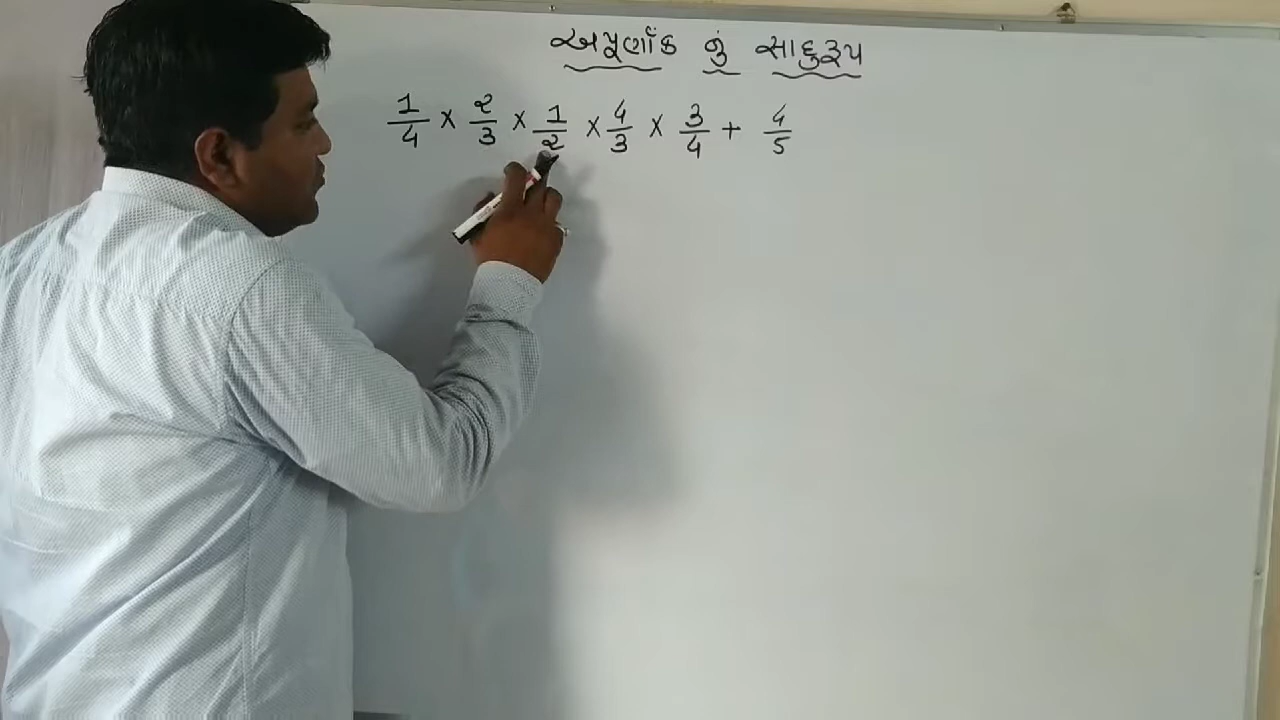 અપૂર્ણાંક નું સાદુરૂપ
1/4 × 2/3 × 1/2 × 4/3 × 3/4 + 4/5